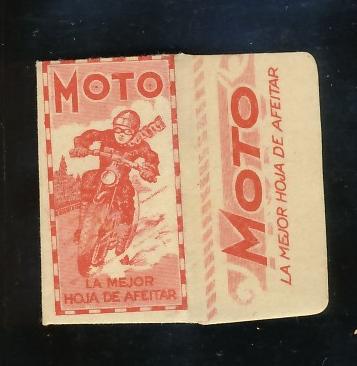 MOTO
LA MEJOR
HOJA DE AFEITAR
MOTO
LA MEJOR HOJA DE AFEITAR